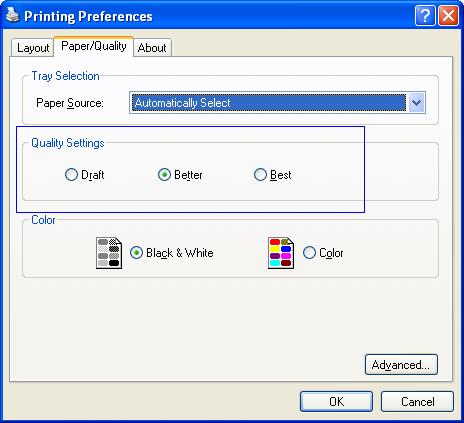 Printing Preferences
Layout Paper/Quality About
Tray Selection
Paper Source: Automatically Select
Quality Settings
Draft Better Best
Color
Black & White Color
Advanced...
OK Cancel